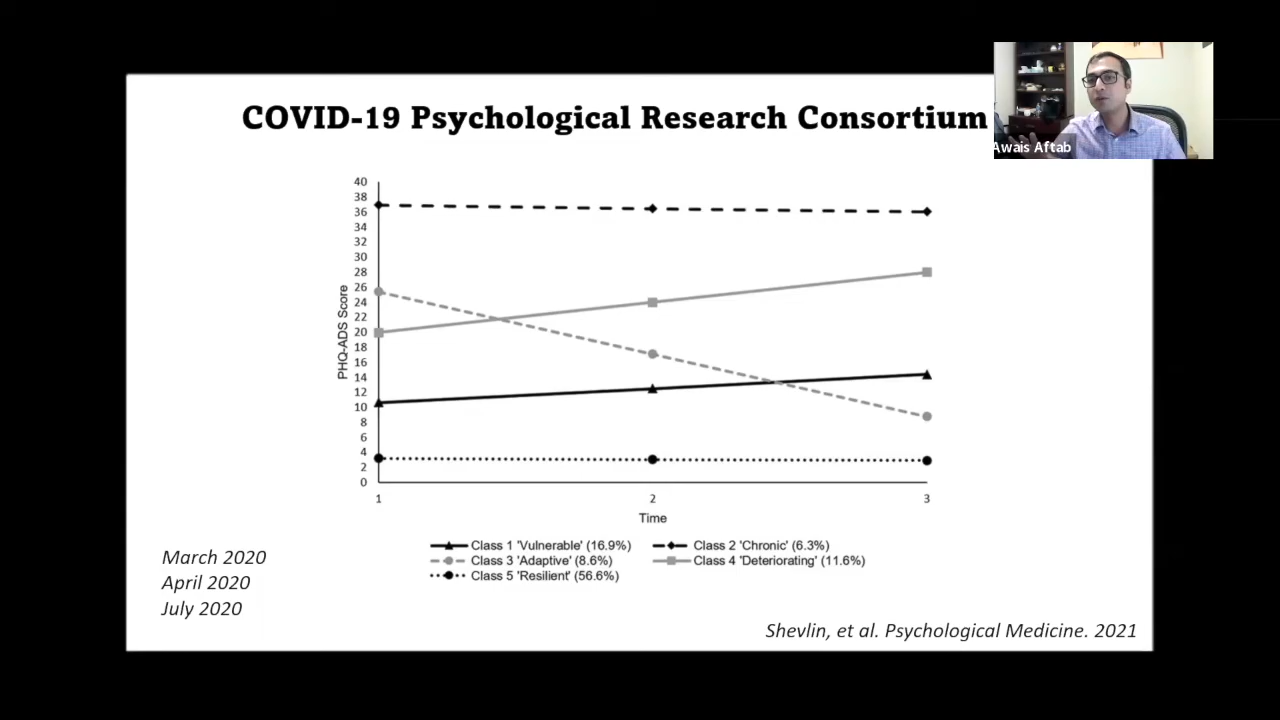 COVID-19 Psychological Research Consortium
Awais Aftab
40
38
36
34
32
30
28
26
24
22
20
18
16
14
12
10
8
6
4
2
0
PHQ-ADS Score
1 2 3
Time
Class 1 'Vulnerable' (16.9%) Class 2 'Chronic' (6.3%)
Class 3 'Adaptive' (8.6%) Class 4 'Deteriorating' (11.6%)
Class 5 'Resilient' (56.6%)
March 2020
April 2020
July 2020
Shevlin, et al. Psychological Medicine. 2021